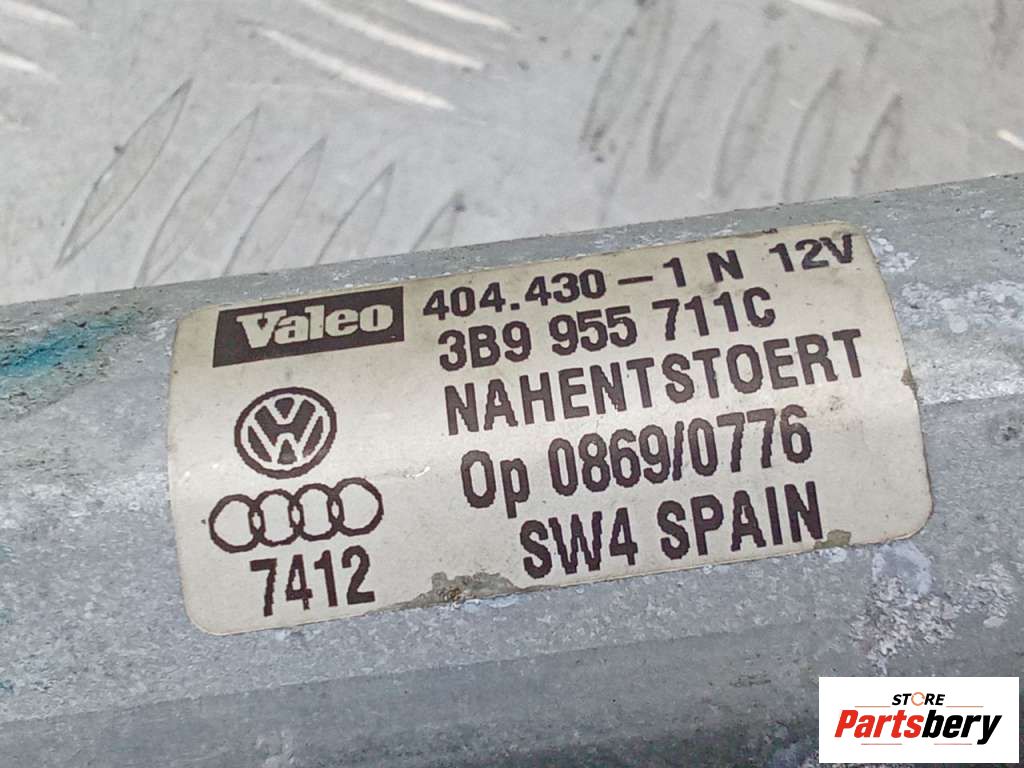 Valeo 404.430-1 N 12V
3B9 955 711C
NAHENTSTOERT
Op 0869/0776
SW4 SPAIN
7412
STORE
Partsbery